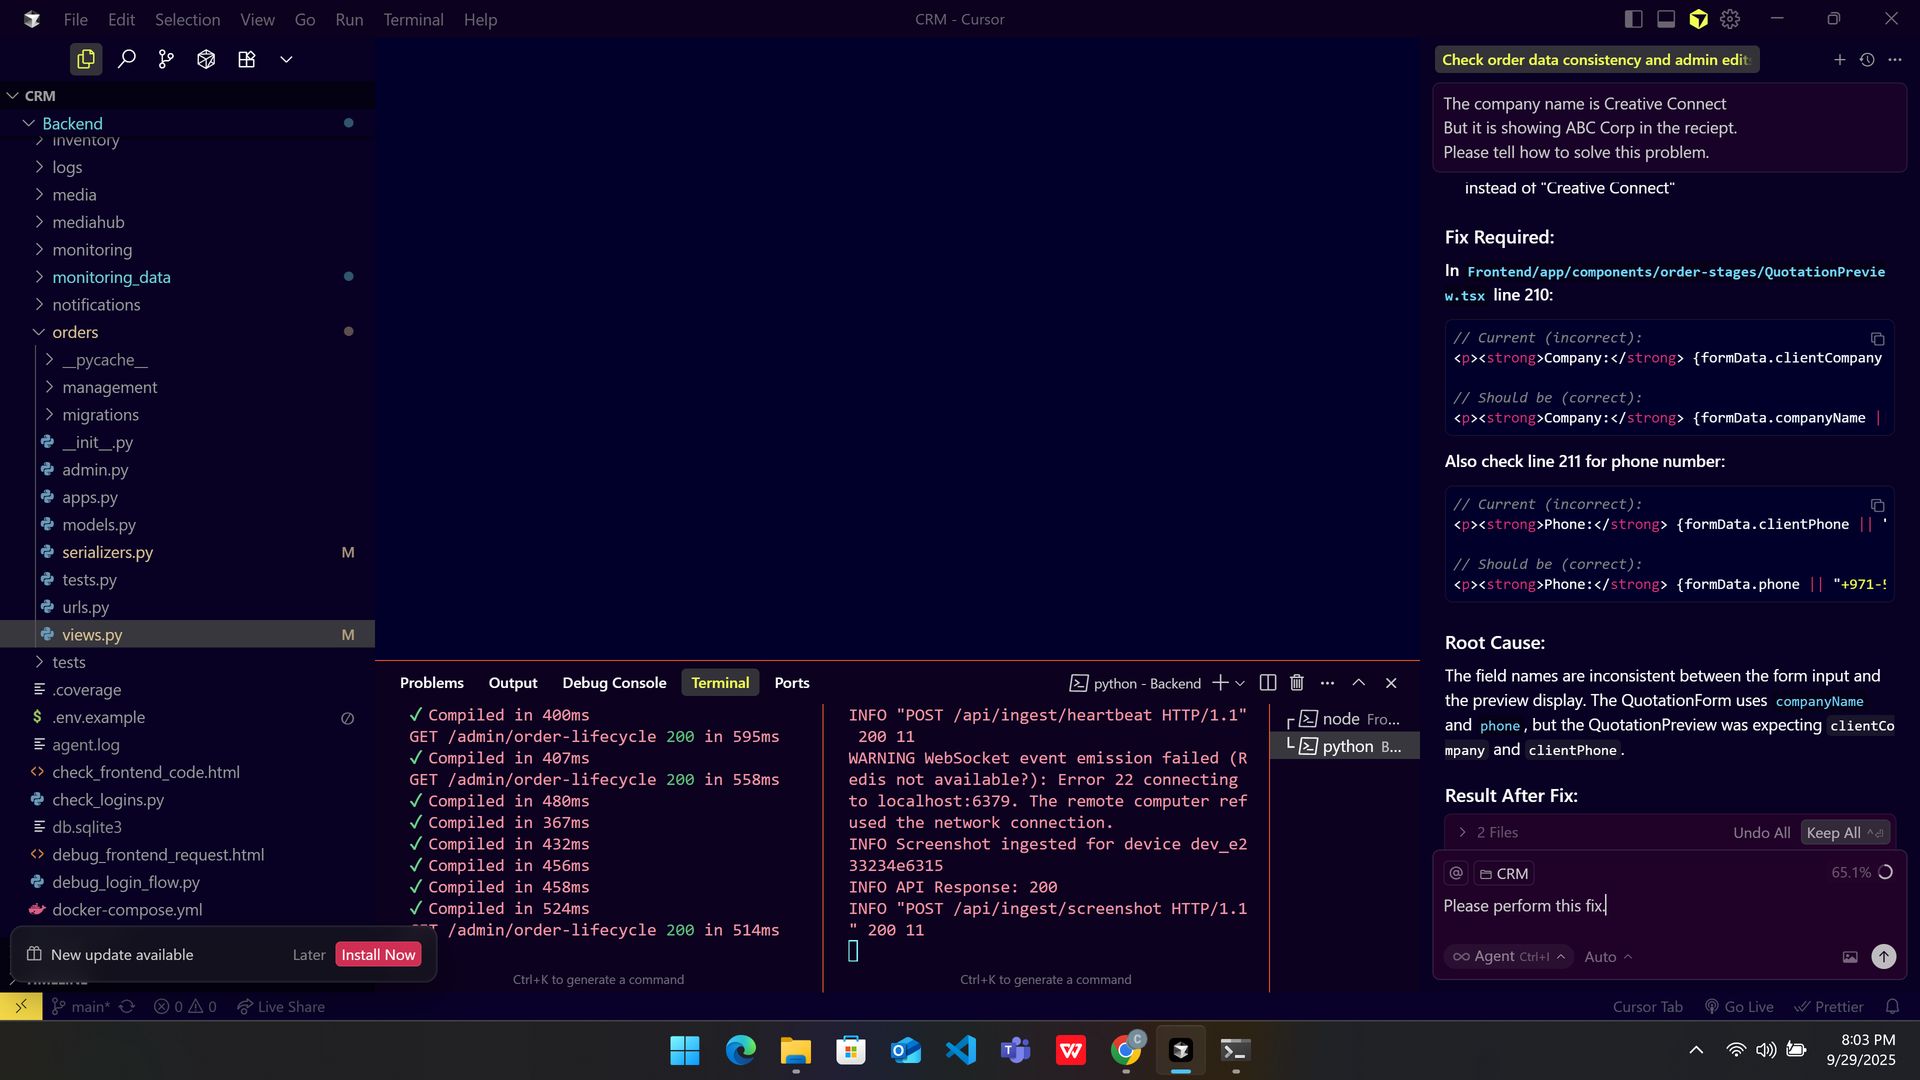 File Edit Selection View Go Run Terminal Help
CRM - Cursor
CRM
Backend
inventory
logs
media
mediahub
monitoring
monitoring_data
notifications
orders
__pycache__
management
migrations
__init__.py
admin.py
apps.py
models.py
serializers.py M
tests.py
urls.py
views.py M
tests
.coverage
.env.example
agent.log
check_frontend_code.html
check_logins.py
db.sqlite3
debug_frontend_request.html
debug_login_flow.py
docker-compose.yml
New update available Later Install Now
Problems Output Debug Console Terminal Ports
python - Backend
✓ Compiled in 400ms
GET /admin/order-lifecycle 200 in 595ms
✓ Compiled in 407ms
GET /admin/order-lifecycle 200 in 558ms
✓ Compiled in 480ms
✓ Compiled in 367ms
✓ Compiled in 432ms
✓ Compiled in 456ms
✓ Compiled in 458ms
✓ Compiled in 524ms
/admin/order-lifecycle 200 in 514ms
Ctrl+K to generate a command
INFO "POST /api/ingest/heartbeat HTTP/1.1"
200 11
WARNING WebSocket event emission failed (R
edis not available?): Error 22 connecting
to localhost:6379. The remote computer ref
used the network connection.
INFO Screenshot ingested for device dev_e2
33234e6315
INFO API Response: 200
INFO "POST /api/ingest/screenshot HTTP/1.1
" 200 11
Ctrl+K to generate a command
node Fro...
python B...
Check order data consistency and admin edit
The company name is Creative Connect
But it is showing ABC Corp in the reciept.
Please tell how to solve this problem.
instead of "Creative Connect"
Fix Required:
In Frontend/app/components/order-stages/QuotationPrevie
w.tsx line 210:
// Current (incorrect):
<p><strong>Company:</strong> {formData.clientCompany
// Should be (correct):
<p><strong>Company:</strong> {formData.companyName |
Also check line 211 for phone number:
// Current (incorrect):
<p><strong>Phone:</strong> {formData.clientPhone || "
// Should be (correct):
<p><strong>Phone:</strong> {formData.phone || "+971-5
Root Cause:
The field names are inconsistent between the form input and
the preview display. The QuotationForm uses companyName
and phone, but the QuotationPreview was expecting clientCo
mpany and clientPhone.
Result After Fix:
2 Files Undo All Keep All
@ CRM 65.1%
Please perform this fix.
Agent Ctrl+I Auto
main* 0 0 Live Share
Cursor Tab Go Live Prettier
8:03 PM
9/29/2025